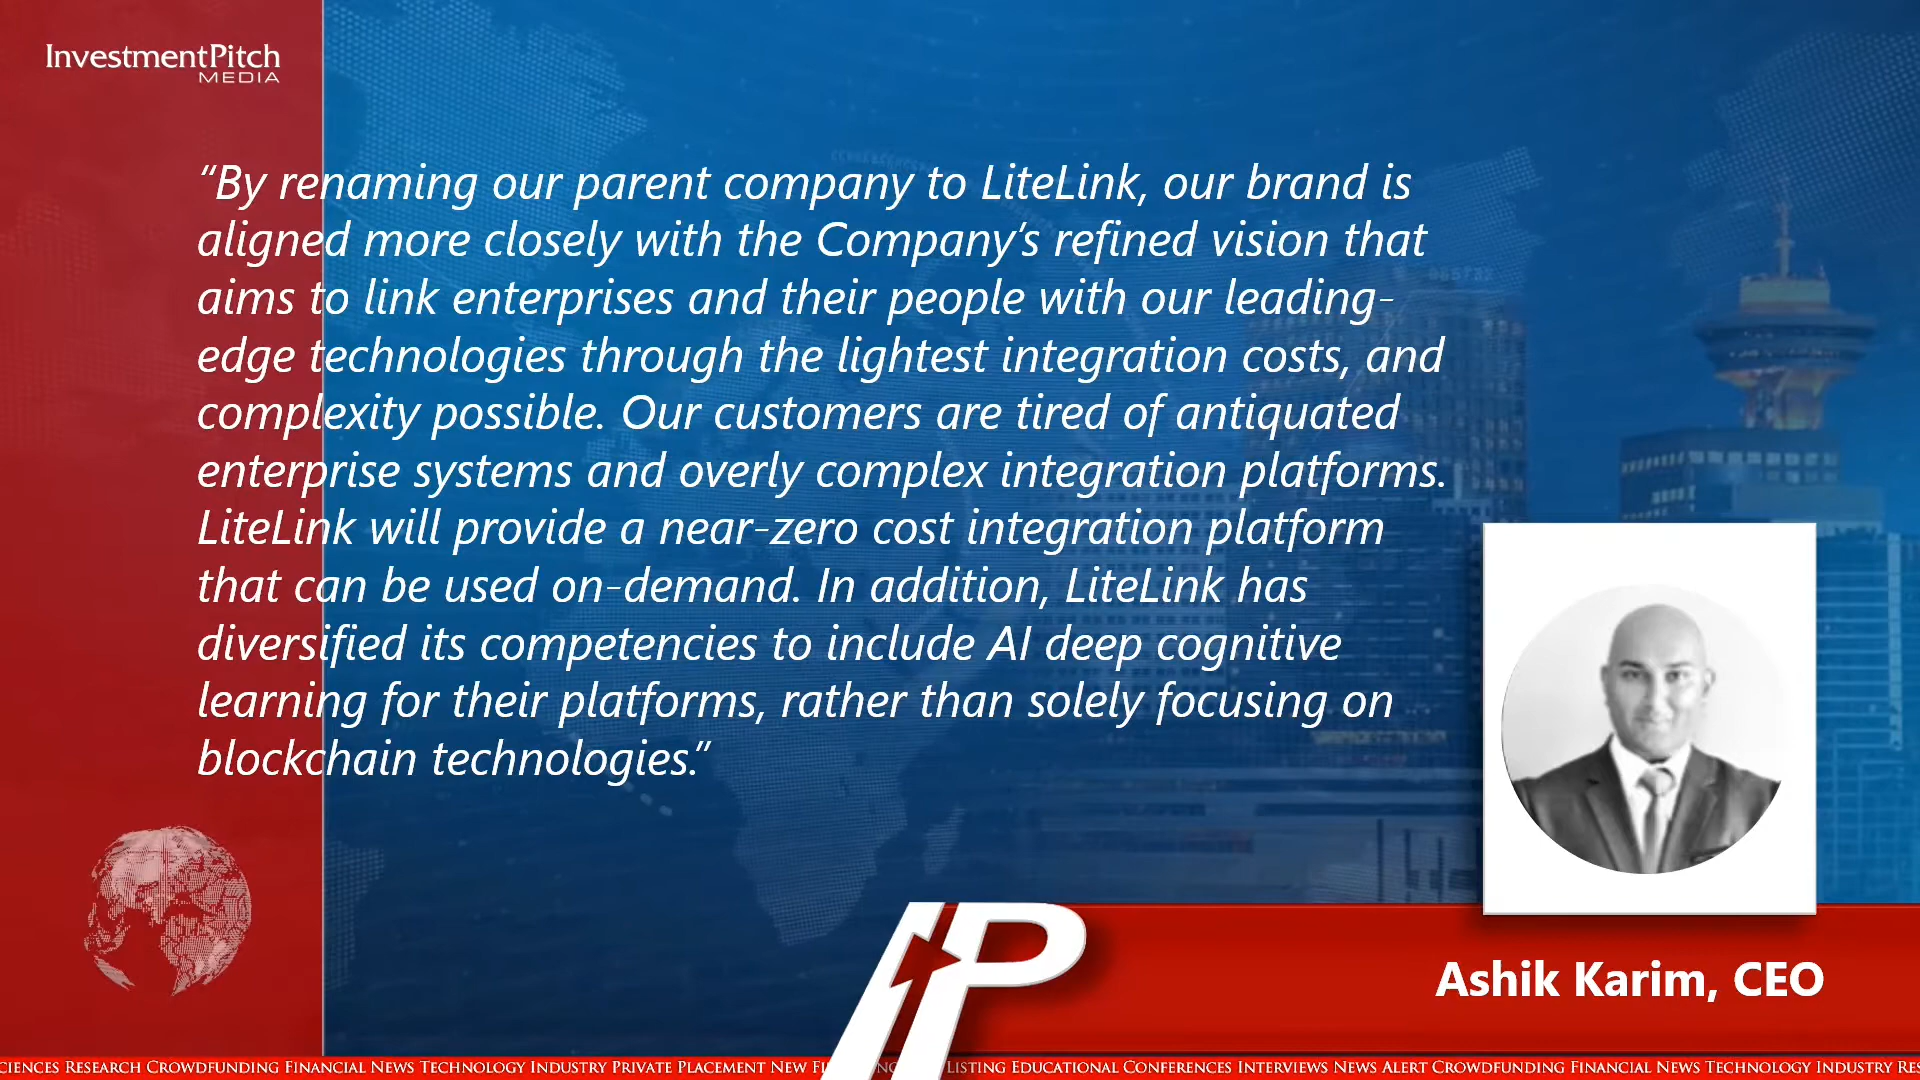 InvestmentPitch
MEDIA
“By renaming our parent company to LiteLink, our brand is
aligned more closely with the Company’s refined vision that
aims to link enterprises and their people with our leading-
edge technologies through the lightest integration costs, and
complexity possible. Our customers are tired of antiquated
enterprise systems and overly complex integration platforms.
LiteLink will provide a near-zero cost integration platform
that can be used on-demand. In addition, LiteLink has
diversified its competencies to include AI deep cognitive
learning for their platforms, rather than solely focusing on
blockchain technologies.”
IP
Ashik Karim, CEO
RESEARCH CROWDFUNDING FINANCIAL NEWS TECHNOLOGY INDUSTRY PRIVATE PLACEMENT NEW LISTING EDUCATIONAL CONFERENCES INTERVIEWS NEWS ALERT CROWDFUNDING FINANCIAL NEWS TECHNOLOGY INDUSTRY